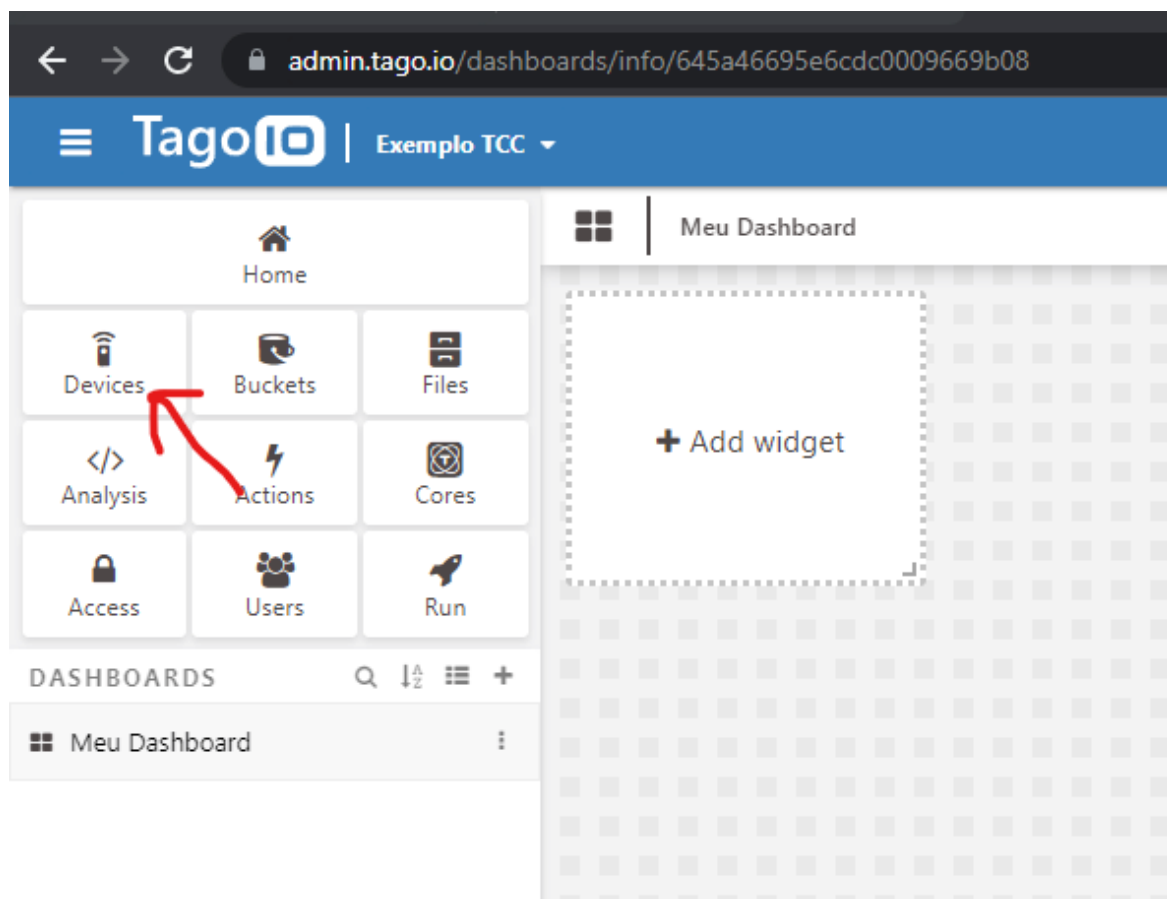 admin.tago.io/dashboards/info/645a46695e6cdc0009669b08
TagoIO | Exemplo TCC
Home
Meu Dashboard
Devices
Buckets
Files
+ Add widget
Analysis
Actions
Cores
Access
Users
Run
DASHBOARDS
Meu Dashboard